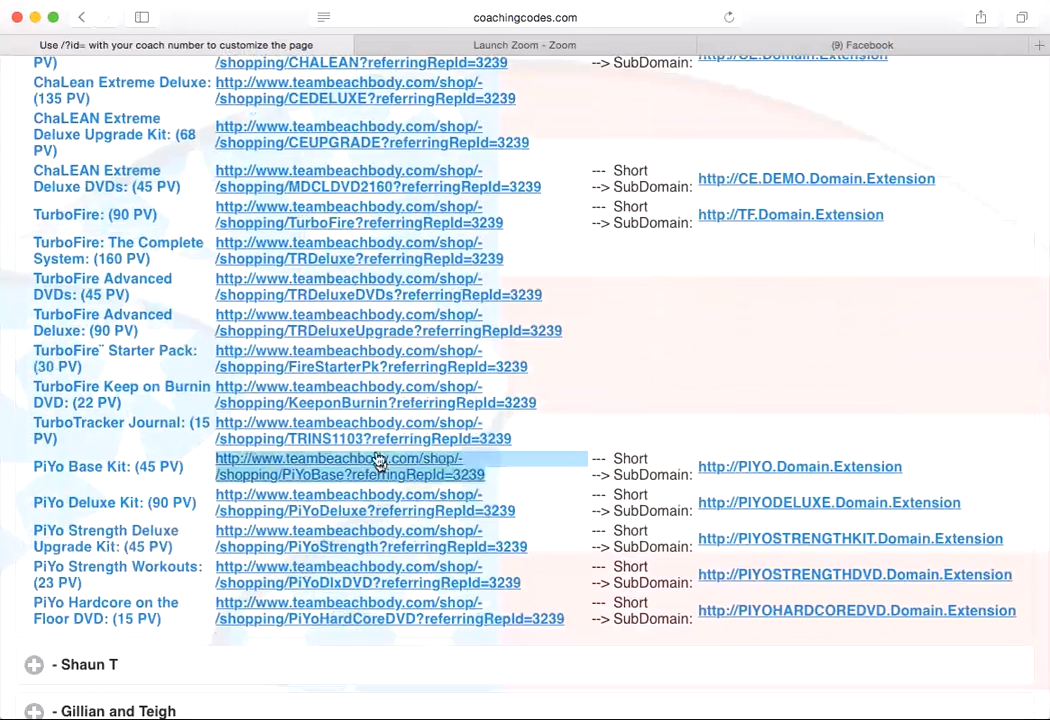 coachingcodes.com
Use /?id= with your coach number to customize the page
Launch Zoom - Zoom
(9) Facebook
PV)
/shopping/CHALEAN?referringRepId=3239
--> SubDomain:
http://CE.Domain.Extension
ChaLean Extreme Deluxe:
(135 PV)
http://www.teambeachbody.com/shop/-
/shopping/CEDELUXE?referringRepId=3239
ChaLEAN Extreme
Deluxe Upgrade Kit: (68
PV)
http://www.teambeachbody.com/shop/-
/shopping/CEUPGRADE?referringRepId=3239
ChaLEAN Extreme
Deluxe DVDs: (45 PV)
http://www.teambeachbody.com/shop/-
/shopping/MDCLDVD2160?referringRepId=3239
--- Short
--> SubDomain:
http://CE.DEMO.Domain.Extension
TurboFire: (90 PV)
http://www.teambeachbody.com/shop/-
/shopping/TurboFire?referringRepId=3239
--- Short
--> SubDomain:
http://TF.Domain.Extension
TurboFire: The Complete
System: (160 PV)
http://www.teambeachbody.com/shop/-
/shopping/TRDeluxe?referringRepId=3239
TurboFire Advanced
DVDs: (45 PV)
http://www.teambeachbody.com/shop/-
/shopping/TRDeluxeDVDs?referringRepId=3239
TurboFire Advanced
Deluxe: (90 PV)
http://www.teambeachbody.com/shop/-
/shopping/TRDeluxeUpgrade?referringRepId=3239
TurboFire¨ Starter Pack:
(30 PV)
http://www.teambeachbody.com/shop/-
/shopping/FireStarterPk?referringRepId=3239
TurboFire Keep on Burnin
DVD: (22 PV)
http://www.teambeachbody.com/shop/-
/shopping/KeeponBurnin?referringRepId=3239
TurboTracker Journal: (15
PV)
http://www.teambeachbody.com/shop/-
/shopping/TRINS1103?referringRepId=3239
PiYo Base Kit: (45 PV)
http://www.teambeachbody.com/shop/-
/shopping/PiYoBase?referringRepId=3239
--- Short
--> SubDomain:
http://PIYO.Domain.Extension
PiYo Deluxe Kit: (90 PV)
http://www.teambeachbody.com/shop/-
/shopping/PiYoDeluxe?referringRepId=3239
--- Short
--> SubDomain:
http://PIYODELUXE.Domain.Extension
PiYo Strength Deluxe
Upgrade Kit: (45 PV)
http://www.teambeachbody.com/shop/-
/shopping/PiYoStrength?referringRepId=3239
--- Short
--> SubDomain:
http://PIYOSTRENGTHKIT.Domain.Extension
PiYo Strength Workouts:
(23 PV)
http://www.teambeachbody.com/shop/-
/shopping/PiYoDlxDVD?referringRepId=3239
--- Short
--> SubDomain:
http://PIYOSTRENGTHDVD.Domain.Extension
PiYo Hardcore on the
Floor DVD: (15 PV)
http://www.teambeachbody.com/shop/-
/shopping/PiYoHardCoreDVD?referringRepId=3239
--- Short
--> SubDomain:
http://PIYOHARDCOREDVD.Domain.Extension
- Shaun T
- Gillian and Teigh